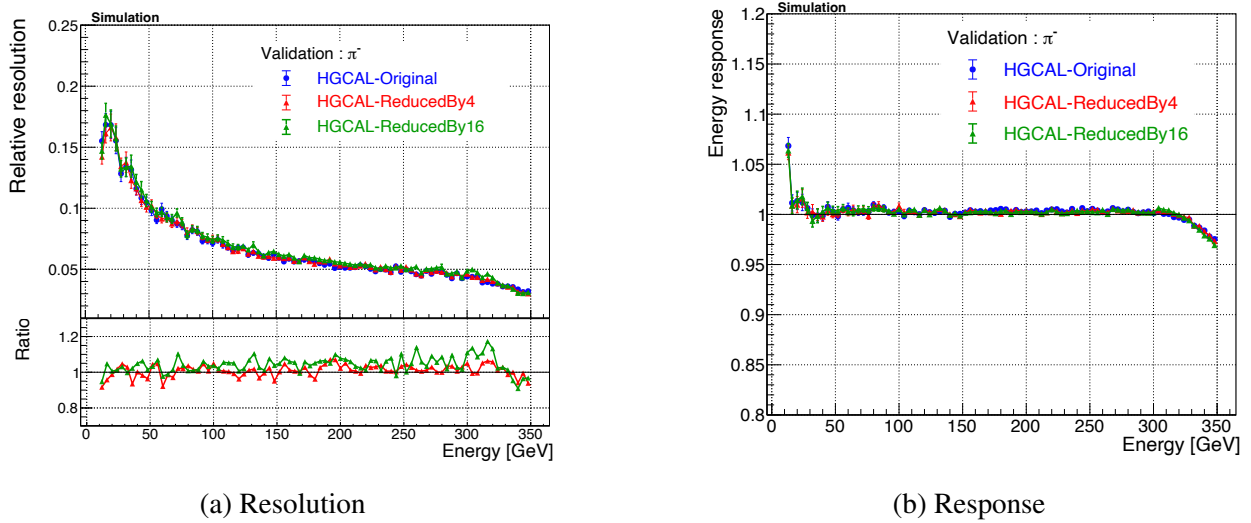 Simulation
Relative resolution
0.25
0.2
0.15
0.1
0.05
Validation : π⁻
HGCAL-Original
HGCAL-ReducedBy4
HGCAL-ReducedBy16
Ratio
1.2
1
0.8
0 50 100 150 200 250 300 350
Energy [GeV]
(a) Resolution
Simulation
Energy response
1.2
1.15
1.1
1.05
1
0.95
0.9
0.85
0.8
Validation : π⁻
HGCAL-Original
HGCAL-ReducedBy4
HGCAL-ReducedBy16
0 50 100 150 200 250 300 350
Energy [GeV]
(b) Response